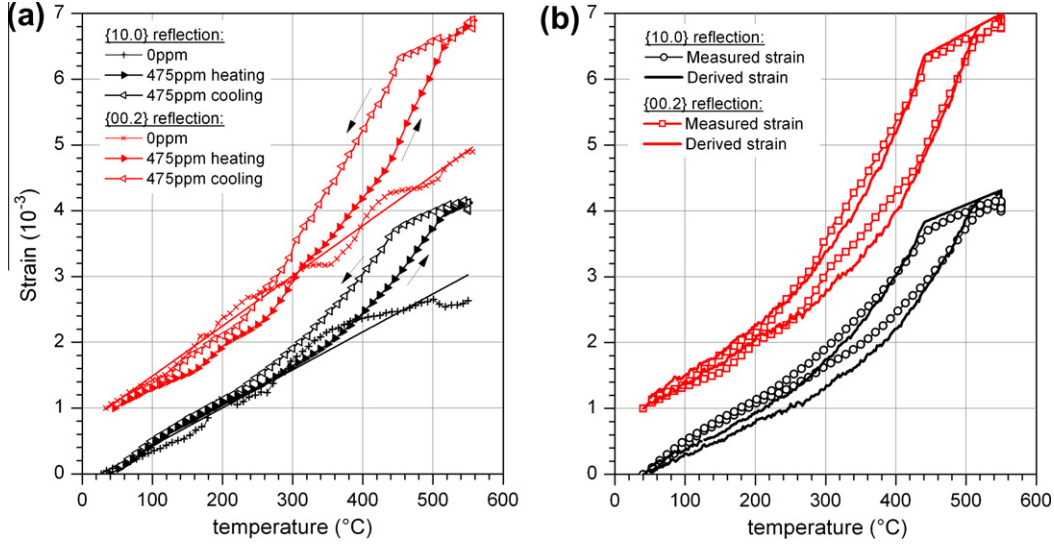 (a)
{10.0} reflection:
0ppm
475ppm heating
475ppm cooling
{00.2} reflection:
0ppm
475ppm heating
475ppm cooling
Strain (10⁻³)
7
6
5
4
3
2
1
0
0 100 200 300 400 500 600
temperature (°C)
(b)
{10.0} reflection:
Measured strain
Derived strain
{00.2} reflection:
Measured strain
Derived strain
7
6
5
4
3
2
1
0
0 100 200 300 400 500 600
temperature (°C)